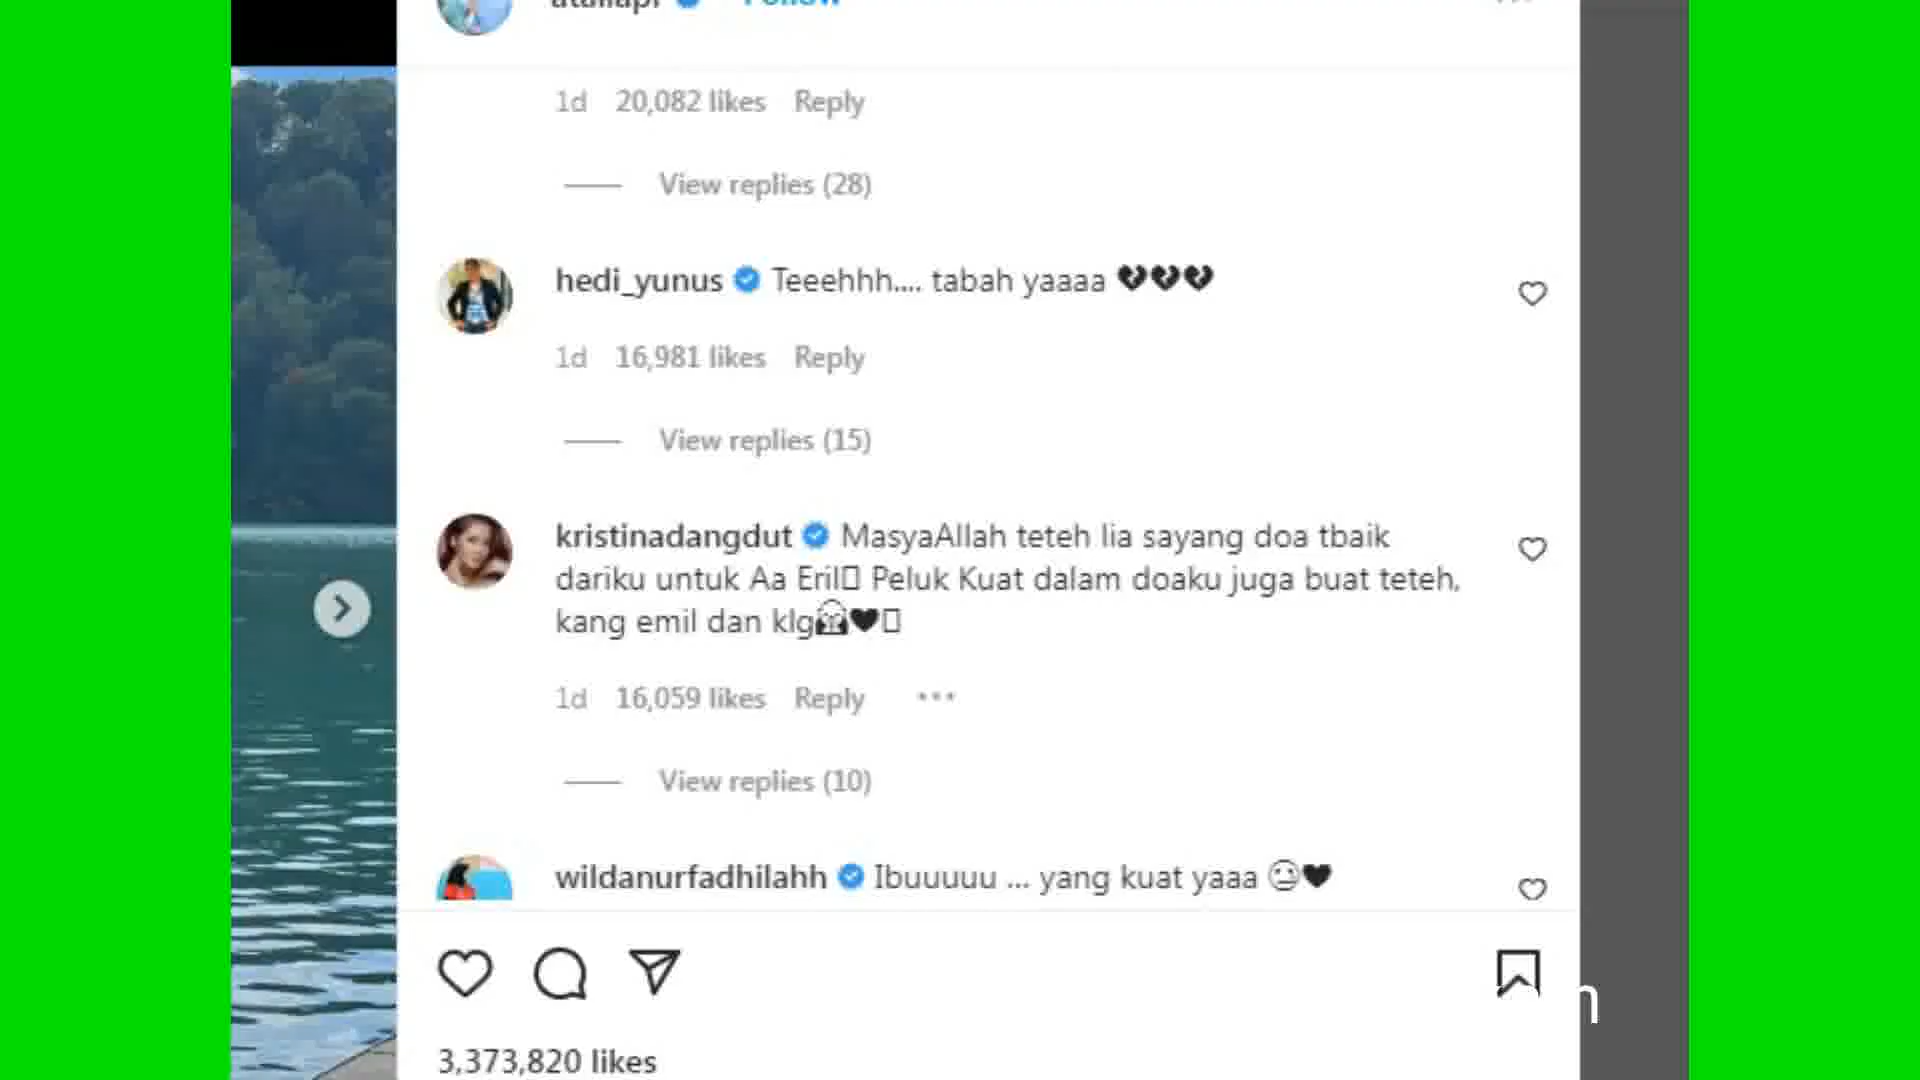 Follow
1d 20,082 likes Reply
View replies (28)
hedi_yunus Teeehhh.... tabah yaaaa 💔💔💔
1d 16,981 likes Reply
View replies (15)
kristinadangdut MasyaAllah teteh lia sayang doa tbaik
dariku untuk Aa Eril▯ Peluk Kuat dalam doaku juga buat teteh,
kang emil dan klg🤗🖤▯
1d 16,059 likes Reply •••
View replies (10)
wildanurfadhilahh Ibuuuuu ... yang kuat yaaa 🥲🖤
3,373,820 likes